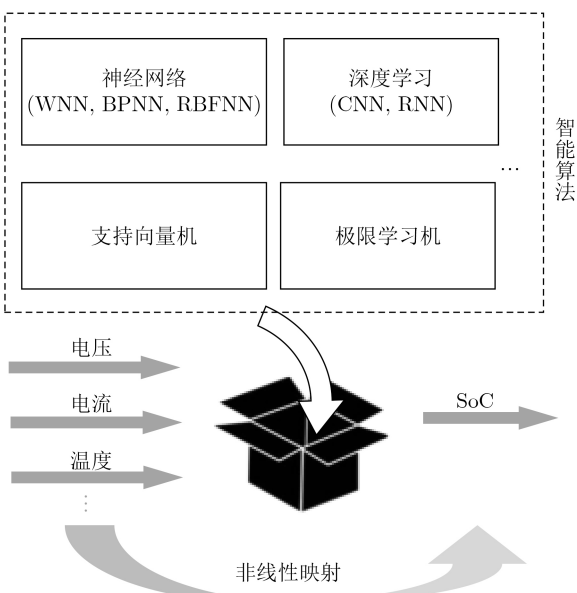 神经网络
(WNN, BPNN, RBFNN)
深度学习
(CNN, RNN)
…
智能算法
支持向量机
极限学习机
电压
电流
温度
⋮
SoC
非线性映射